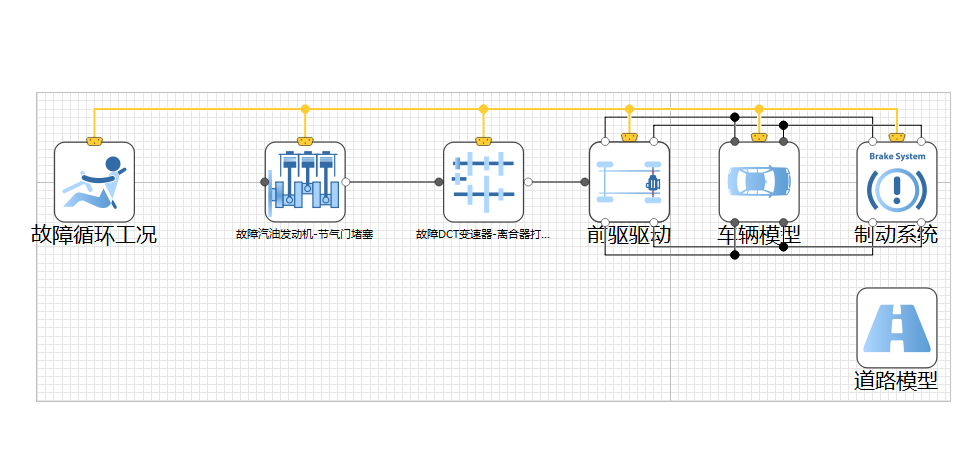 Brake System
故障循环工况
故障汽油发动机-节气门堵塞
故障DCT变速器-离合器打...
前驱驱动
车辆模型
制动系统
道路模型